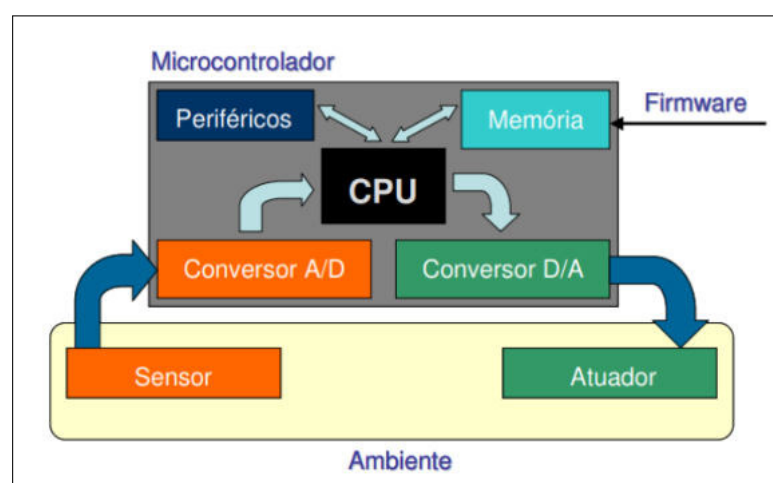 Microcontrolador
Periféricos
Memória
Firmware
CPU
Conversor A/D
Conversor D/A
Sensor
Atuador
Ambiente